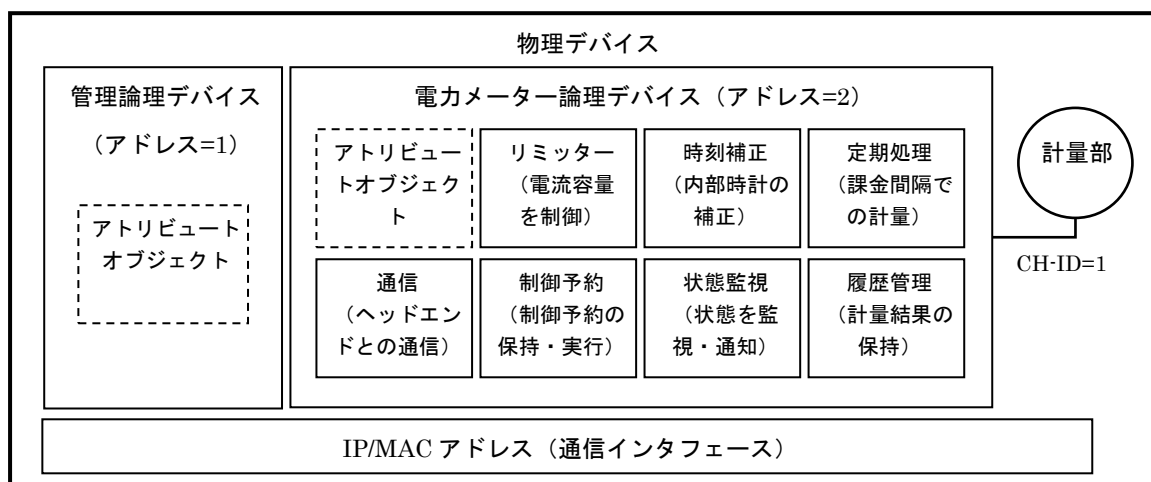 物理デバイス
管理論理デバイス
（アドレス=1）
アトリビュート
オブジェクト
電力メーター論理デバイス（アドレス=2）
アトリビュー
トオブジェク
ト
リミッター
（電流容量
を制御）
時刻補正
（内部時計の
補正）
定期処理
（課金間隔で
の計量）
通信
（ヘッドエン
ドとの通信）
制御予約
（制御予約の
保持・実行）
状態監視
（状態を監
視・通知）
履歴管理
（計量結果の
保持）
計量部
CH-ID=1
IP/MAC アドレス（通信インタフェース）